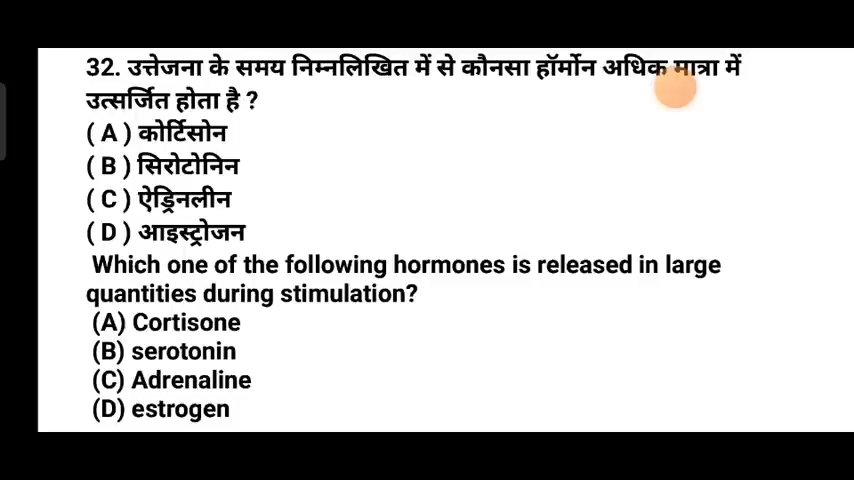 32. उत्तेजना के समय निम्नलिखित में से कौनसा हॉर्मोन अधिक मात्रा में
उत्सर्जित होता है ?
( A ) कोर्टिसोन
( B ) सिरोटोनिन
( C ) ऐड्रिनलीन
( D ) आइस्ट्रोजन
Which one of the following hormones is released in large
quantities during stimulation?
(A) Cortisone
(B) serotonin
(C) Adrenaline
(D) estrogen